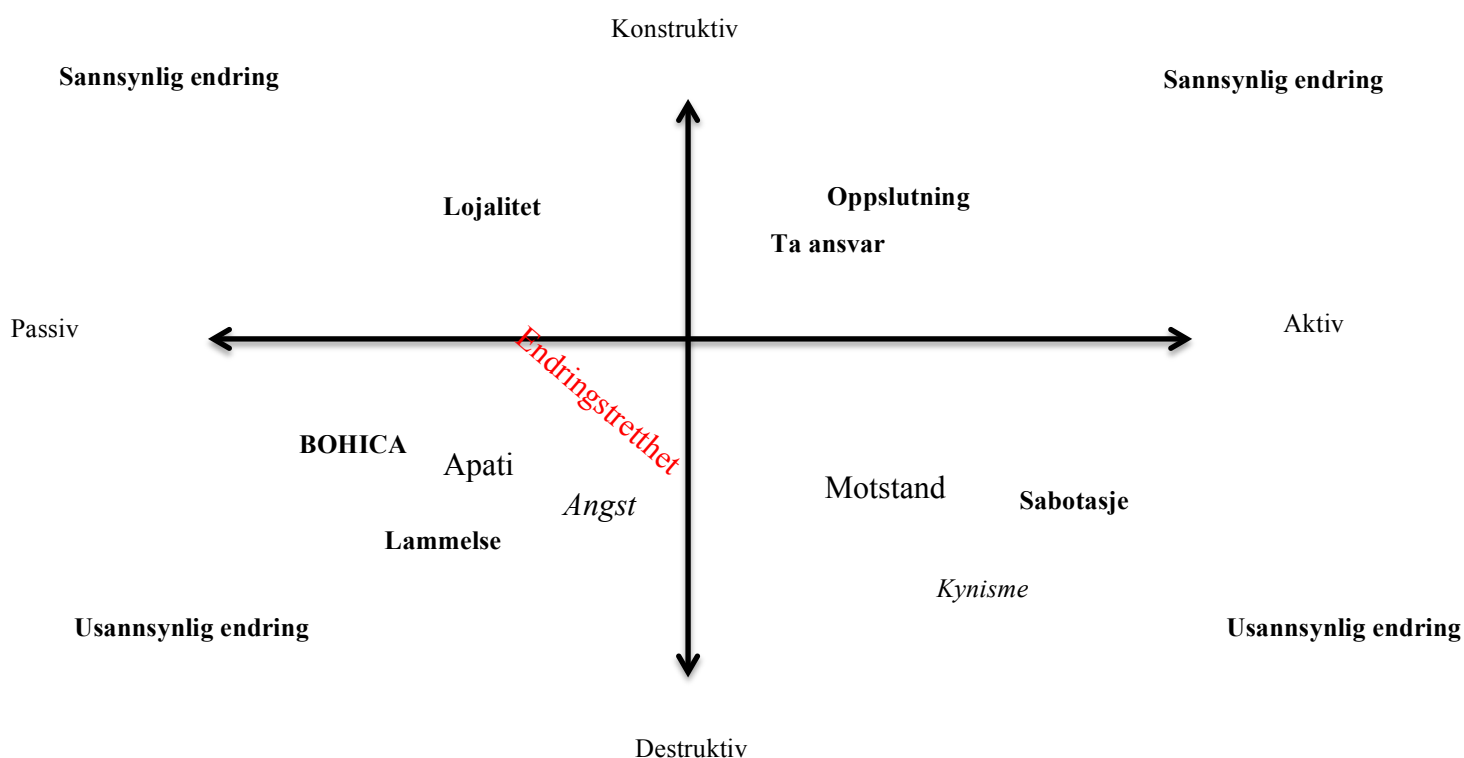 Konstruktiv
Sannsynlig endring
Sannsynlig endring
Lojalitet
Oppslutning
Ta ansvar
Passiv
Aktiv
Endringstretthet
BOHICA
Apati
Angst
Motstand
Sabotasje
Lammelse
Kynisme
Usannsynlig endring
Usannsynlig endring
Destruktiv